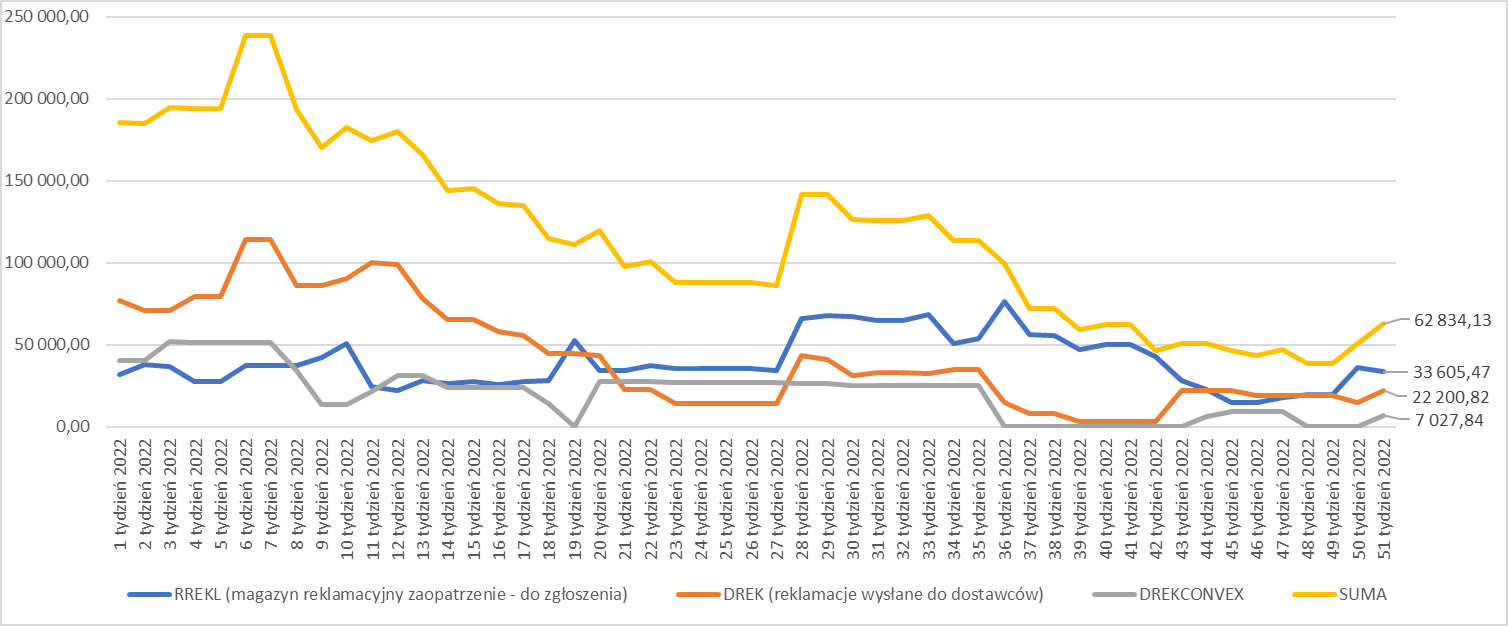 250 000,00
200 000,00
150 000,00
100 000,00
50 000,00
0,00
62 834,13
33 605,47
22 200,82
7 027,84
1 tydzień 2022
2 tydzień 2022
3 tydzień 2022
4 tydzień 2022
5 tydzień 2022
6 tydzień 2022
7 tydzień 2022
8 tydzień 2022
9 tydzień 2022
10 tydzień 2022
11 tydzień 2022
12 tydzień 2022
13 tydzień 2022
14 tydzień 2022
15 tydzień 2022
16 tydzień 2022
17 tydzień 2022
18 tydzień 2022
19 tydzień 2022
20 tydzień 2022
21 tydzień 2022
22 tydzień 2022
23 tydzień 2022
24 tydzień 2022
25 tydzień 2022
26 tydzień 2022
27 tydzień 2022
28 tydzień 2022
29 tydzień 2022
30 tydzień 2022
31 tydzień 2022
32 tydzień 2022
33 tydzień 2022
34 tydzień 2022
35 tydzień 2022
36 tydzień 2022
37 tydzień 2022
38 tydzień 2022
39 tydzień 2022
40 tydzień 2022
41 tydzień 2022
42 tydzień 2022
43 tydzień 2022
44 tydzień 2022
45 tydzień 2022
46 tydzień 2022
47 tydzień 2022
48 tydzień 2022
49 tydzień 2022
50 tydzień 2022
51 tydzień 2022
RREKL (magazyn reklamacyjny zaopatrzenie - do zgłoszenia)
DREK (reklamacje wysłane do dostawców)
DREKCONVEX
SUMA